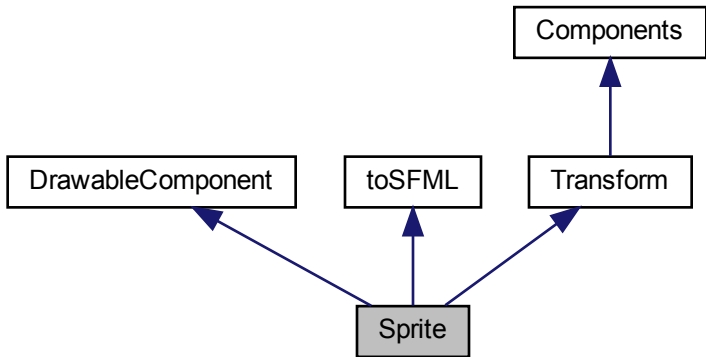 Components
DrawableComponent
toSFML
Transform
Sprite